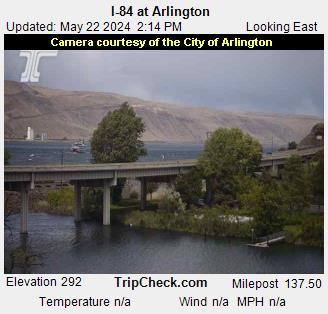 I-84 at Arlington
Updated: May 22 2024 2:14 PM Looking East
Camera courtesy of the City of Arlington
Elevation 292 TripCheck.com Milepost 137.50
Temperature n/a Wind n/a MPH n/a